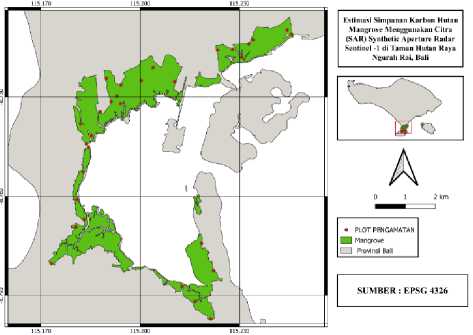 115.170 115.200 115.230
Estimasi Simpanan Karbon Hutan
Mangrove Menggunakan Citra
(SAR) Synthetic Aperture Radar
Sentinel -1 di Taman Hutan Raya
Ngurah Rai, Bali
0 1 2 km
PLOT PENGAMATAN
Mangrove
Provinsi Bali
SUMBER : EPSG 4326
115.170 115.200 115.230